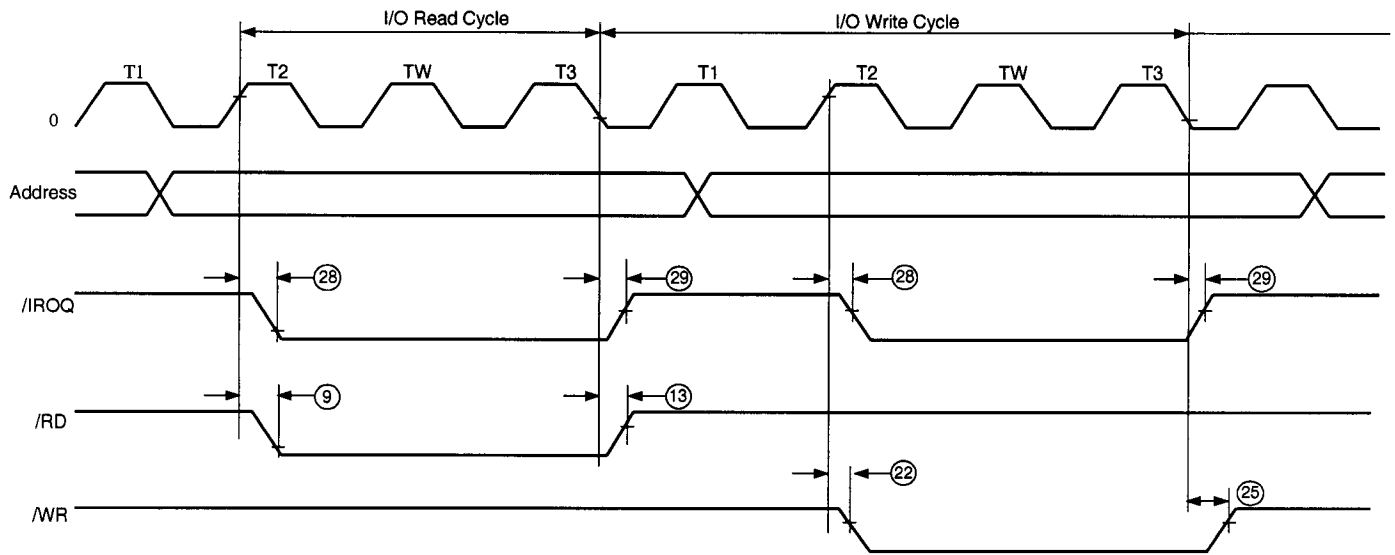 I/O Read Cycle
I/O Write Cycle
T1
T2
TW
T3
T1
T2
TW
T3
0
Address
28
29
28
29
/IROQ
9
13
/RD
22
25
/WR